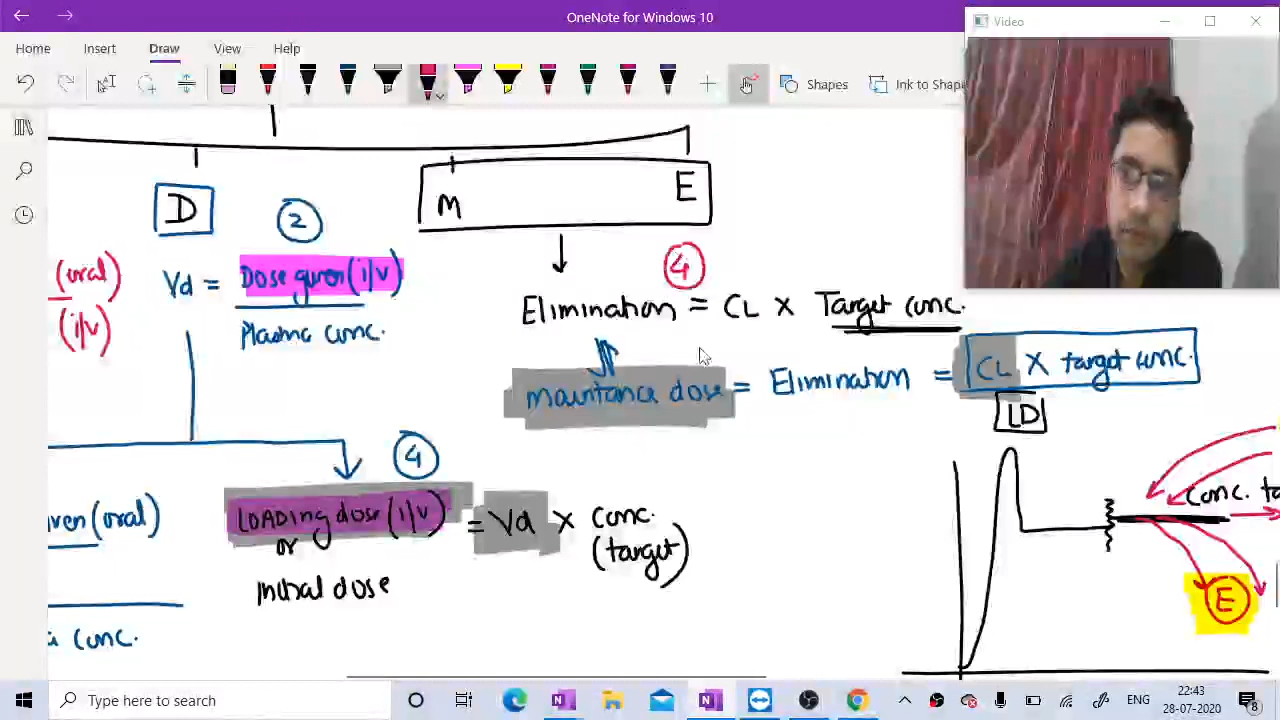 OneNote for Windows 10
Video
Home Insert Draw View Help
Shapes
Ink to Shape
M E
D
2
(oral)
(i/v)
Vd = Dose given (i/v)
Plasma conc.
4
Elimination = CL x Target conc.
maintance dose = Elimination = CL x target conc.
LD
4
LOADING dose (i/v) = Vd x conc.
(target)
or
initial dose
(oral)
conc.
Conc.
E
Type here to search
ENG
22:43
28-07-2020
8